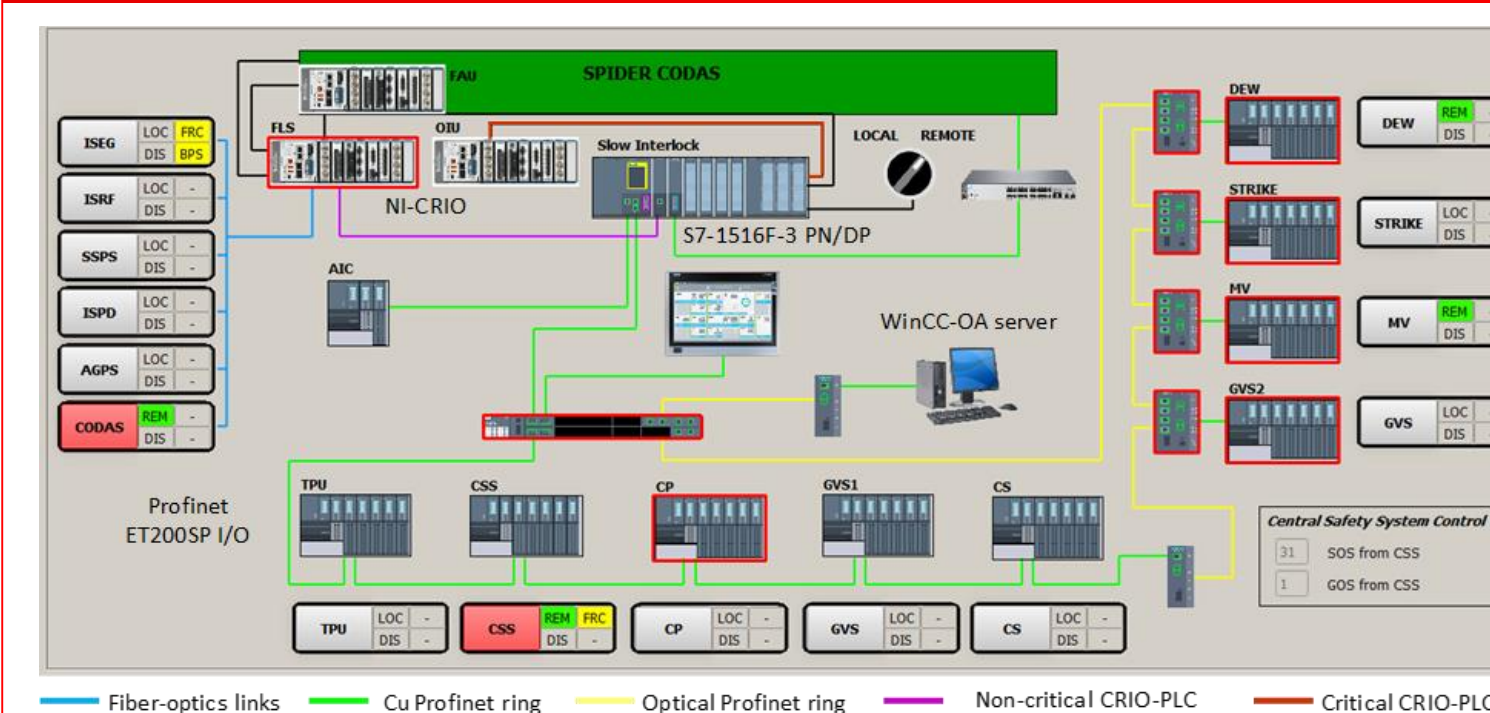 SPIDER CODAS
FAU
FLS
OIU
Slow Interlock
LOCAL REMOTE
NI-CRIO
S7-1516F-3 PN/DP
AIC
WinCC-OA server
ISEG LOC FRC
DIS BPS
ISRF LOC -
DIS -
SSPS LOC -
DIS -
ISPD LOC -
DIS -
AGPS LOC -
DIS -
CODAS REM -
DIS -
Profinet
ET200SP I/O
DEW
DEW REM
DIS
STRIKE
STRIKE LOC
DIS
MV
MV REM
DIS
GVS2
GVS LOC
DIS
TPU
CSS
CP
GVS1
CS
Central Safety System Control
31 SOS from CSS
1 GOS from CSS
TPU LOC -
DIS -
CSS REM FRC
DIS -
CP LOC -
DIS -
GVS LOC -
DIS -
CS LOC -
DIS -
Fiber-optics links
Cu Profinet ring
Optical Profinet ring
Non-critical CRIO-PLC
Critical CRIO-PLC